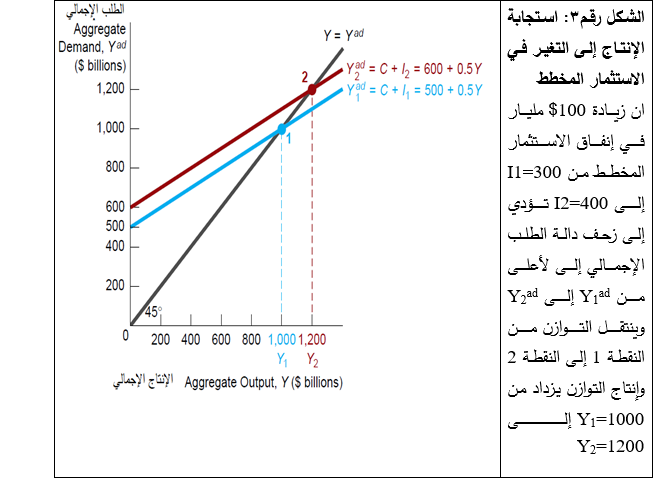 الشكل رقم٣: استجابة
الإنتاج إلى التغير في
الاستثمار المخطط
ان زيادة 100$ مليار
في إنفاق الاستثمار
المخطط من I1=300
إلى I2=400 تؤدي
إلى زحف دالة الطلب
الإجمالي إلى لأعلى
من Y₁ᵃᵈ إلى Y₂ᵃᵈ
وينتقل التوازن من
النقطة 1 إلى النقطة 2
وإنتاج التوازن يزداد من
Y₁=1000 إلى
Y₂=1200
الطلب الإجمالي
Aggregate
Demand, Yᵃᵈ
($ billions)
Y = Yᵃᵈ
Y₂ᵃᵈ = C + I₂ = 600 + 0.5Y
Y₁ᵃᵈ = C + I₁ = 500 + 0.5Y
2
1
1,200
1,000
800
600
500
400
200
45°
0 200 400 600 800 1,000 1,200
Y₁ Y₂
الإنتاج الإجمالي Aggregate Output, Y ($ billions)